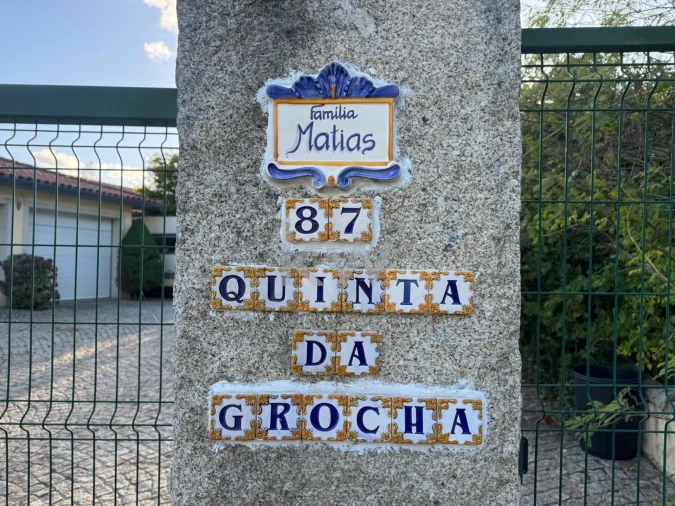 Familia
Matias
87
QUINTA
DA
GROCHA